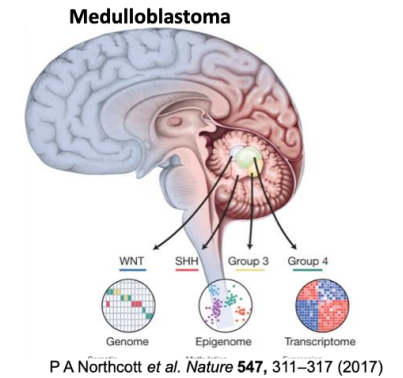 Medulloblastoma
WNT SHH Group 3 Group 4
Genome Epigenome Transcriptome
P A Northcott et al. Nature 547, 311–317 (2017)